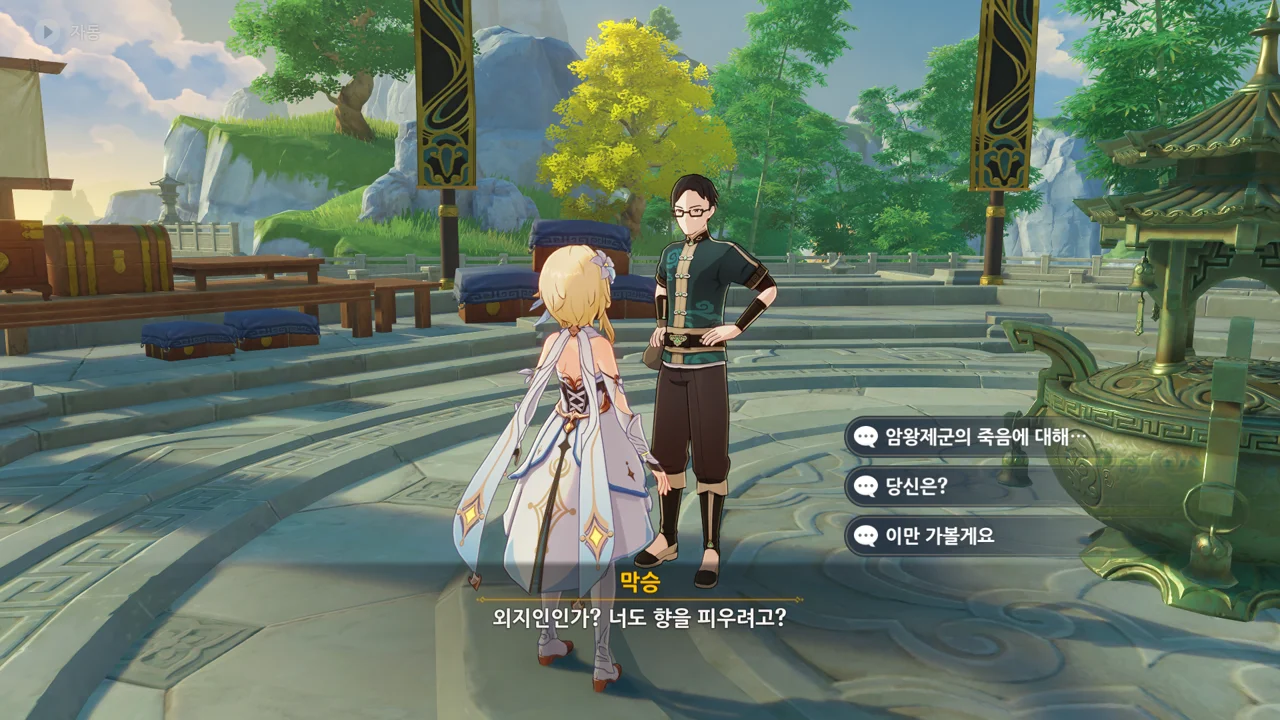 자동
암왕제군의 죽음에 대해…
당신은?
이만 가볼게요
막승
외지인인가? 너도 향을 피우려고?